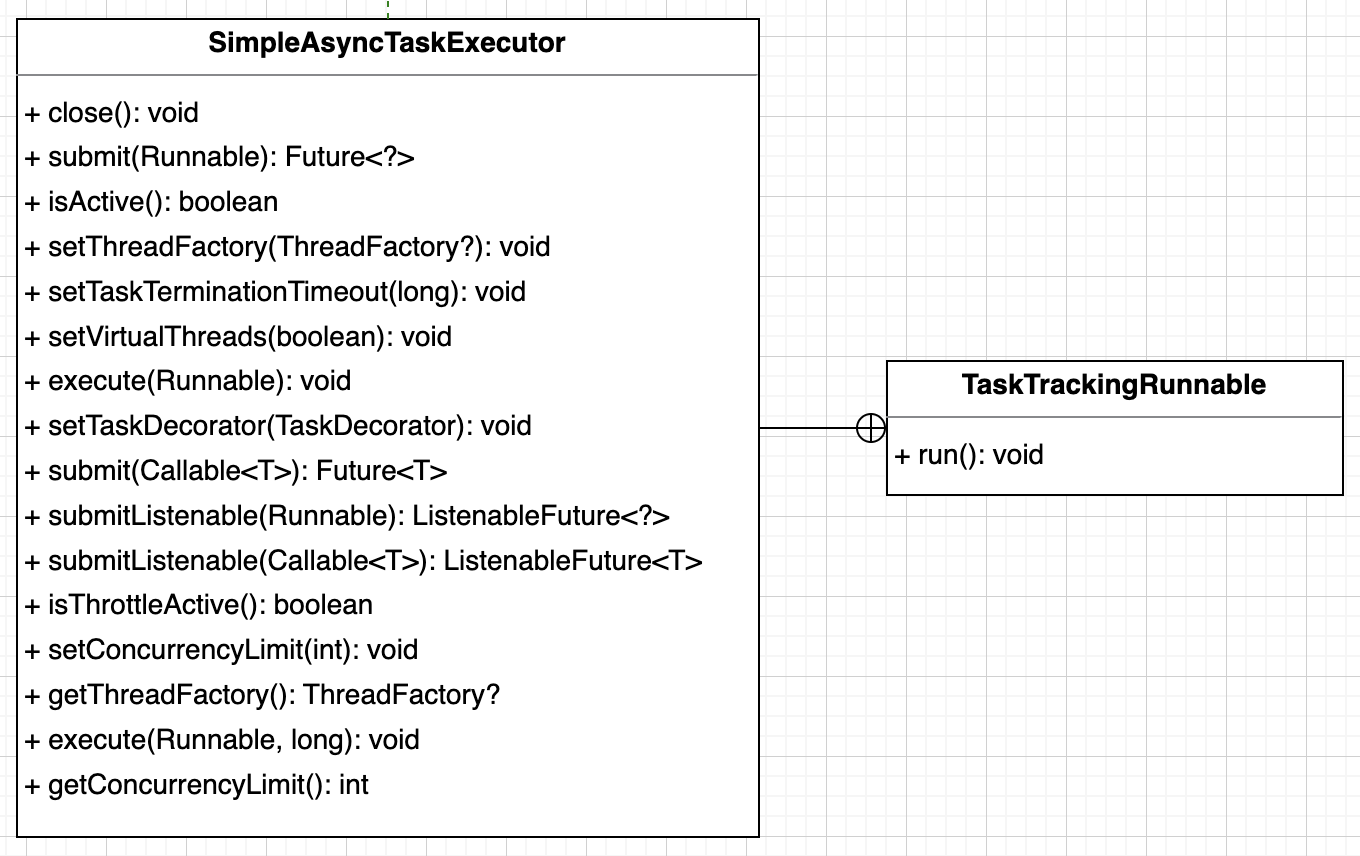 SimpleAsyncTaskExecutor
+ close(): void
+ submit(Runnable): Future<?>
+ isActive(): boolean
+ setThreadFactory(ThreadFactory?): void
+ setTaskTerminationTimeout(long): void
+ setVirtualThreads(boolean): void
+ execute(Runnable): void
+ setTaskDecorator(TaskDecorator): void
+ submit(Callable<T>): Future<T>
+ submitListenable(Runnable): ListenableFuture<?>
+ submitListenable(Callable<T>): ListenableFuture<T>
+ isThrottleActive(): boolean
+ setConcurrencyLimit(int): void
+ getThreadFactory(): ThreadFactory?
+ execute(Runnable, long): void
+ getConcurrencyLimit(): int
TaskTrackingRunnable
+ run(): void